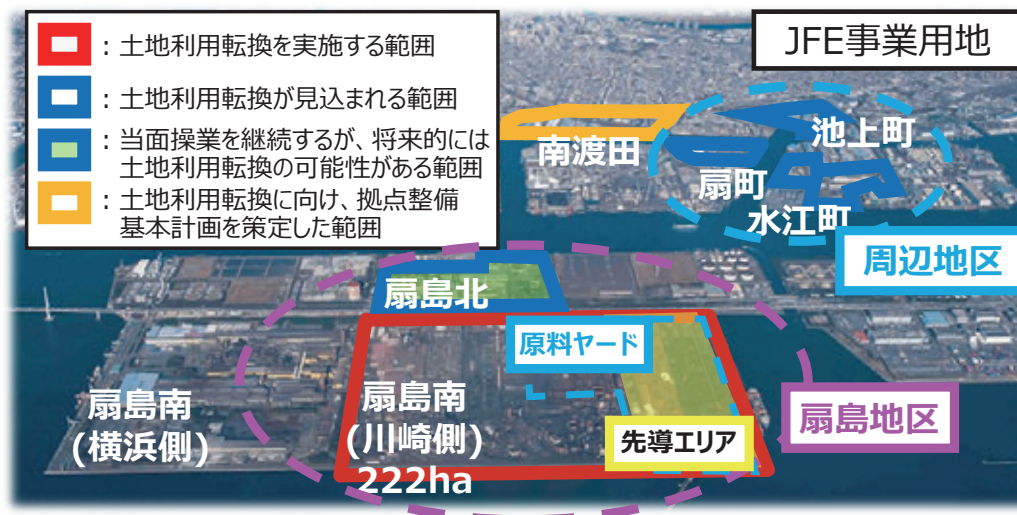 ：土地利用転換を実施する範囲
：土地利用転換が見込まれる範囲
：当面操業を継続するが、将来的には
土地利用転換の可能性がある範囲
：土地利用転換に向け、拠点整備
基本計画を策定した範囲
JFE事業用地
南渡田
池上町
扇町
水江町
周辺地区
扇島北
原料ヤード
扇島南
(横浜側)
扇島南
(川崎側)
222ha
先導エリア
扇島地区